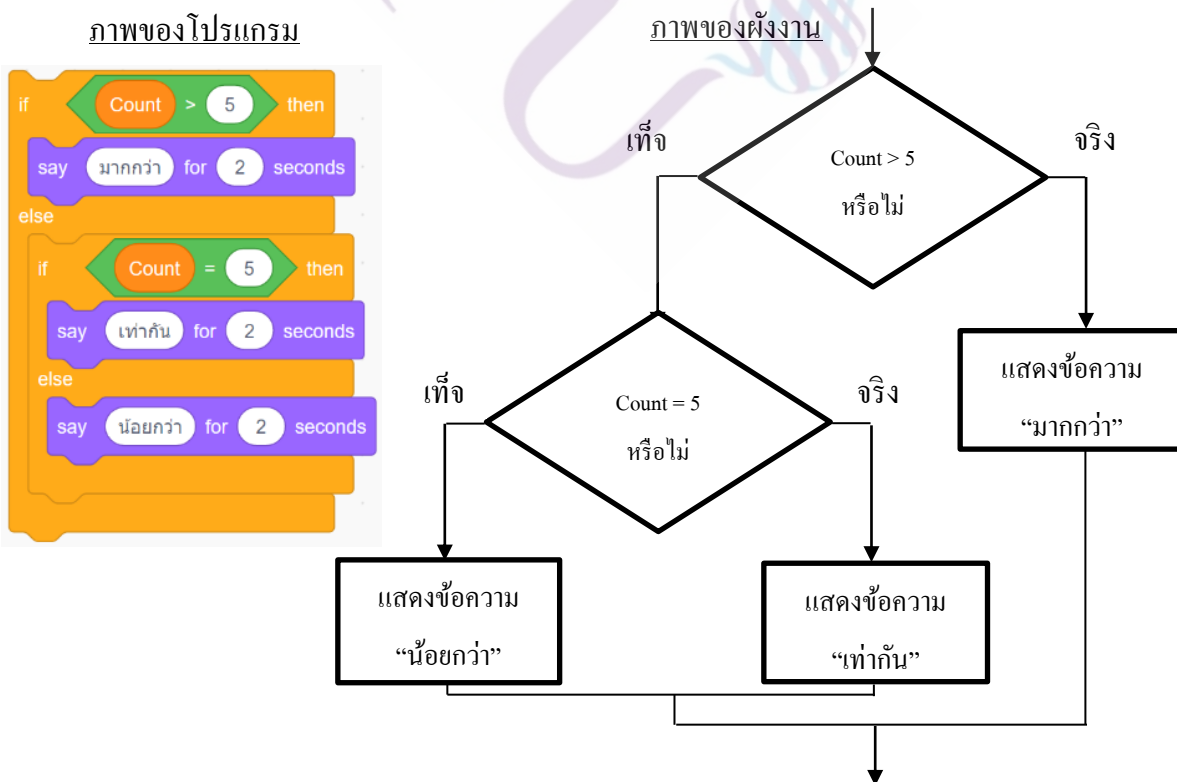 ภาพของโปรแกรม
if Count > 5 then
say มากกว่า for 2 seconds
else
if Count = 5 then
say เท่ากัน for 2 seconds
else
say น้อยกว่า for 2 seconds
ภาพของผังงาน
เท็จ
จริง
Count > 5
หรือไม่
แสดงข้อความ
“มากกว่า”
เท็จ
จริง
Count = 5
หรือไม่
แสดงข้อความ
“น้อยกว่า”
แสดงข้อความ
“เท่ากัน”